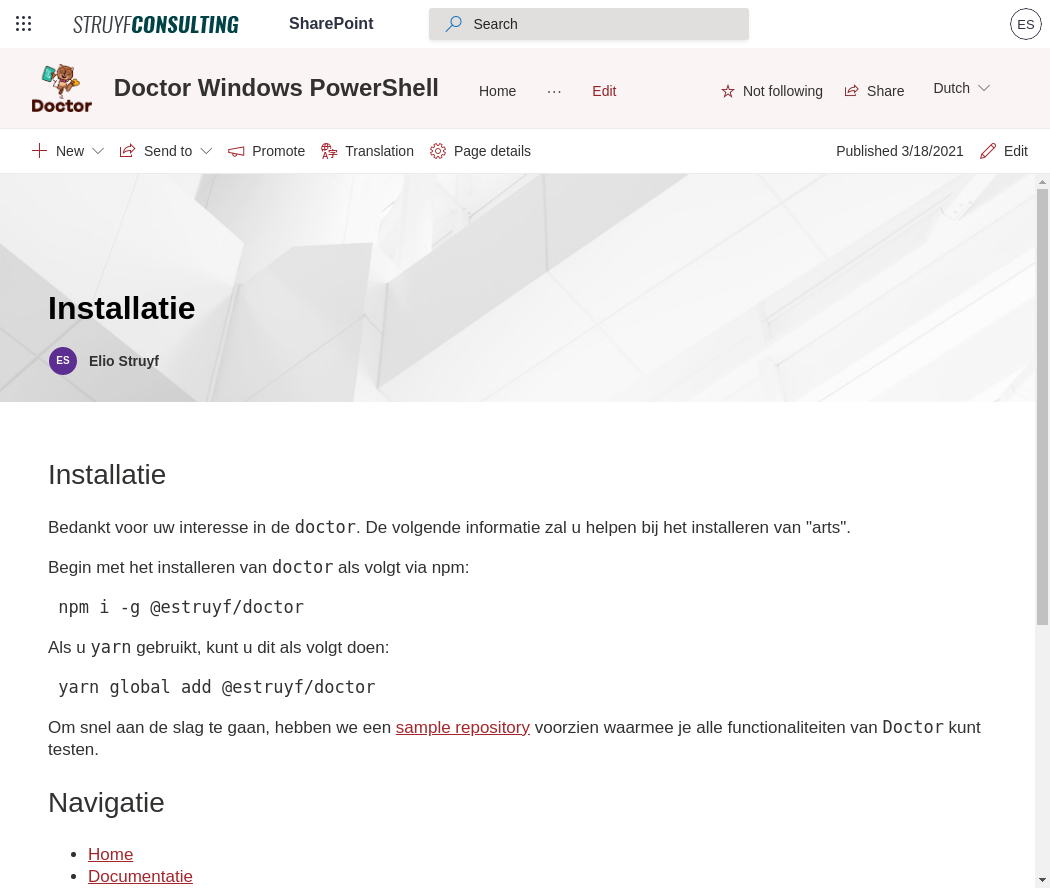 STRUYFCONSULTING SharePoint Search ES
Doctor
Doctor Windows PowerShell Home ... Edit Not following Share Dutch
New Send to Promote Translation Page details Published 3/18/2021 Edit
Installatie
ES Elio Struyf
Installatie
Bedankt voor uw interesse in de doctor. De volgende informatie zal u helpen bij het installeren van "arts".
Begin met het installeren van doctor als volgt via npm:
npm i -g @estruyf/doctor
Als u yarn gebruikt, kunt u dit als volgt doen:
yarn global add @estruyf/doctor
Om snel aan de slag te gaan, hebben we een sample repository voorzien waarmee je alle functionaliteiten van Doctor kunt
testen.
Navigatie
• Home
• Documentatie